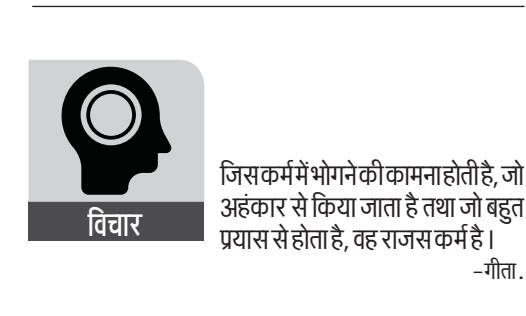 विचार
जिस कर्म में भोगने की कामना होती है, जो
अहंकार से किया जाता है तथा जो बहुत
प्रयास से होता है, वह राजस कर्म है ।
-गीता.